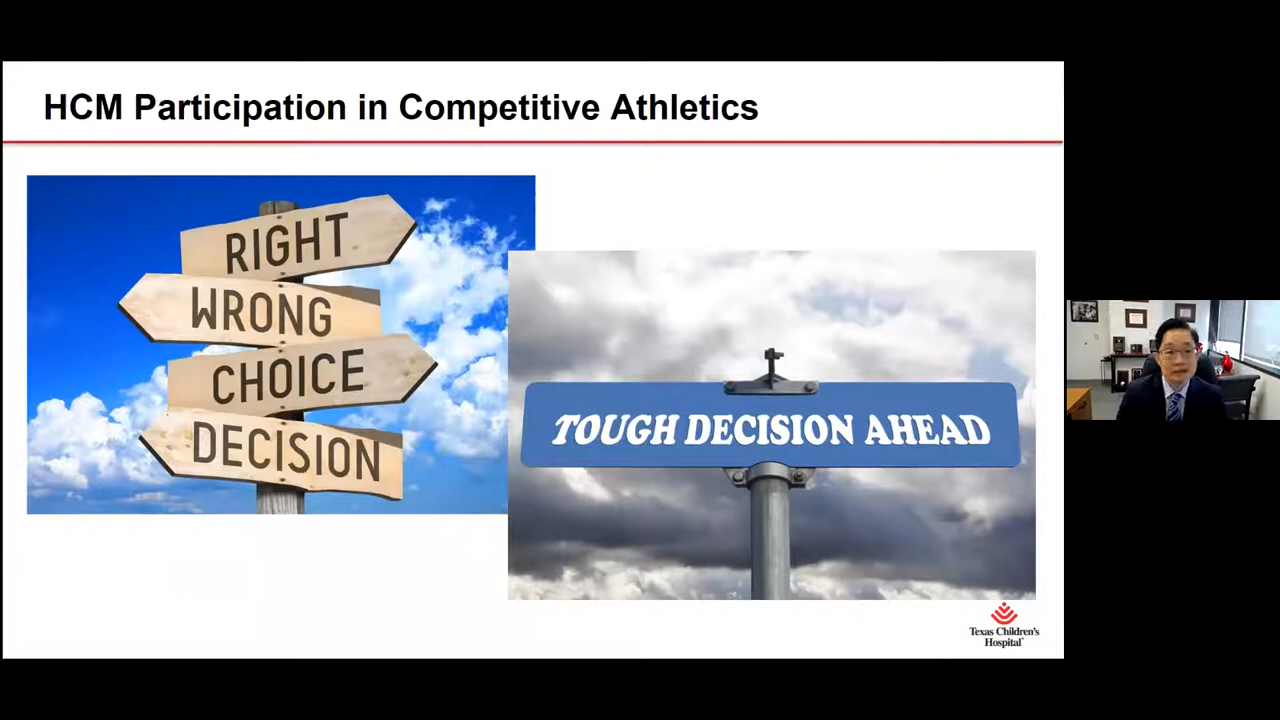 HCM Participation in Competitive Athletics
RIGHT
WRONG
CHOICE
DECISION
TOUGH DECISION AHEAD
Texas Children's
Hospital